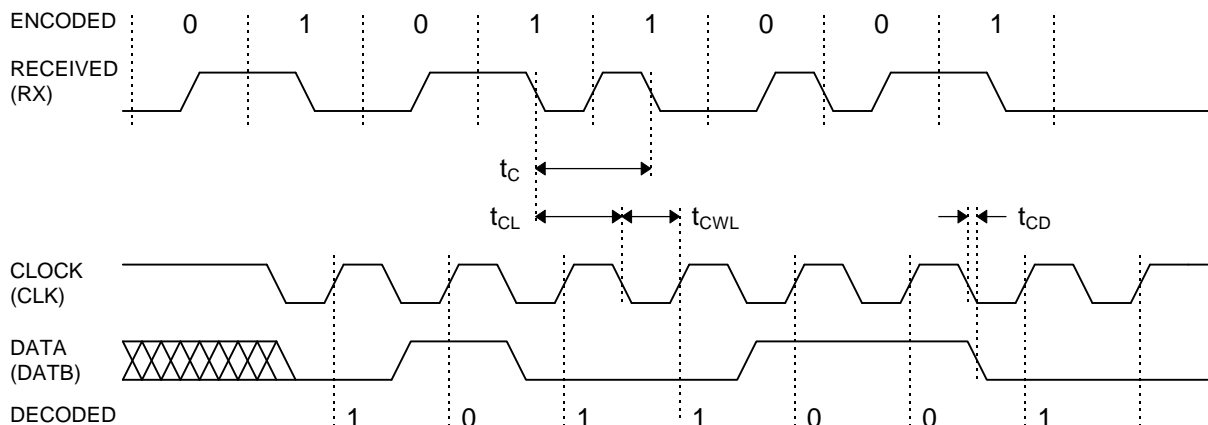 ENCODED 0 1 0 1 1 0 0 1
RECEIVED
(RX)
tC
tCL tCWL tCD
CLOCK
(CLK)
DATA
(DATB)
DECODED 1 0 1 1 0 0 1